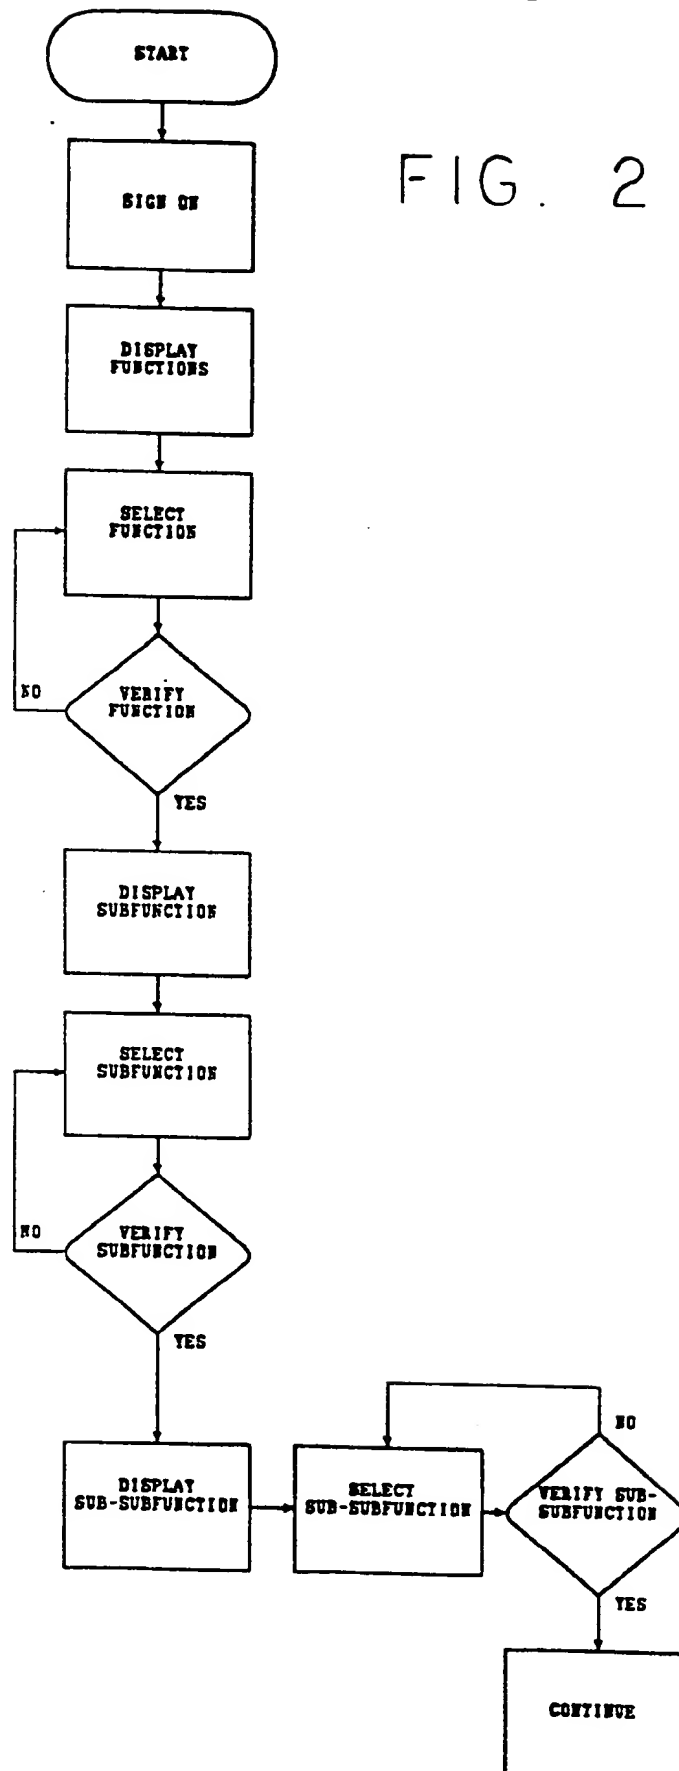 START
FIG. 2
SIGN ON
DISPLAY
FUNCTIONS
SELECT
FUNCTION
NO
VERIFY
FUNCTION
YES
DISPLAY
SUBFUNCTION
SELECT
SUBFUNCTION
NO
VERIFY
SUBFUNCTION
YES
DISPLAY
SUB-SUBFUNCTION
SELECT
SUB-SUBFUNCTION
NO
VERIFY SUB-
SUBFUNCTION
YES
CONTINUE